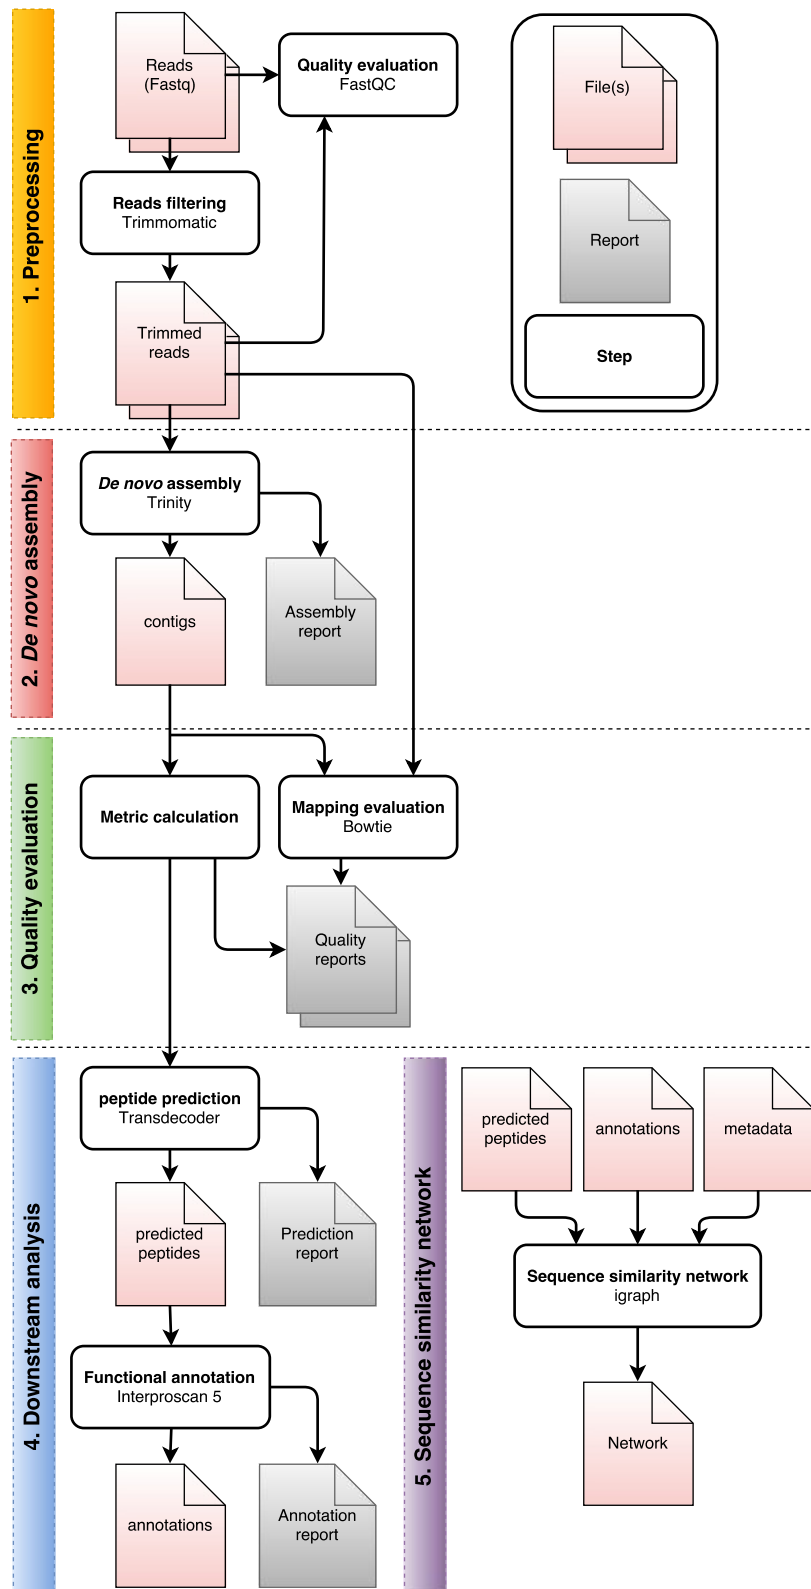 1. Preprocessing
Reads
(Fastq)
Quality evaluation
FastQC
Reads filtering
Trimmomatic
Trimmed
reads
File(s)
Report
Step
2. De novo assembly
De novo assembly
Trinity
contigs
Assembly
report
3. Quality evaluation
Metric calculation
Mapping evaluation
Bowtie
Quality
reports
4. Downstream analysis
peptide prediction
Transdecoder
predicted
peptides
Prediction
report
Functional annotation
Interproscan 5
annotations
Annotation
report
5. Sequence similarity network
predicted
peptides
annotations
metadata
Sequence similarity network
igraph
Network